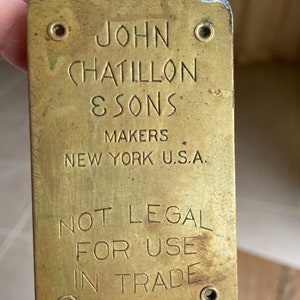 JOHN
CHATILLON
& SONS
MAKERS
NEW YORK U.S.A.
NOT LEGAL
FOR USE
IN TRADE